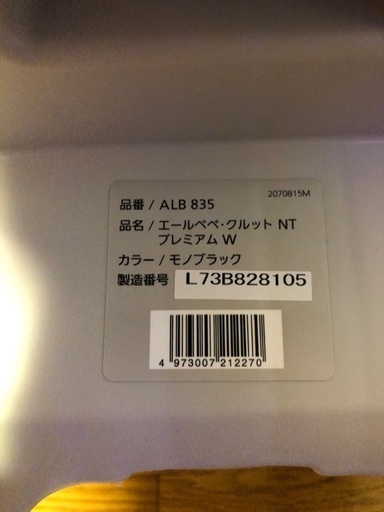 2070815M
品番 / ALB 835
品名 / エールベベ・クルット NT
プレミアム W
カラー / モノブラック
製造番号 L73B828105
4 973007 212270